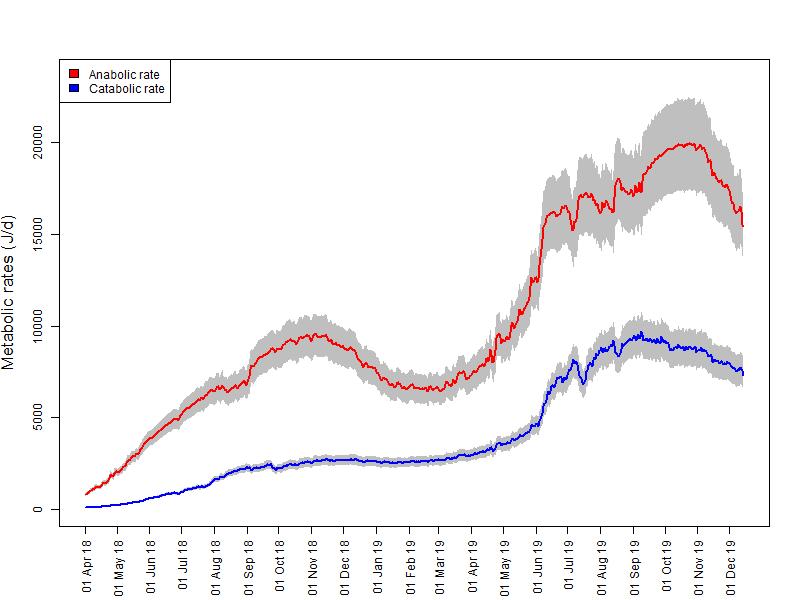 Anabolic rate
Catabolic rate
Metabolic rates (J/d)
20000
15000
10000
5000
0
01 Apr 18
01 May 18
01 Jun 18
01 Jul 18
01 Aug 18
01 Sep 18
01 Oct 18
01 Nov 18
01 Dec 18
01 Jan 19
01 Feb 19
01 Mar 19
01 Apr 19
01 May 19
01 Jun 19
01 Jul 19
01 Aug 19
01 Sep 19
01 Oct 19
01 Nov 19
01 Dec 19